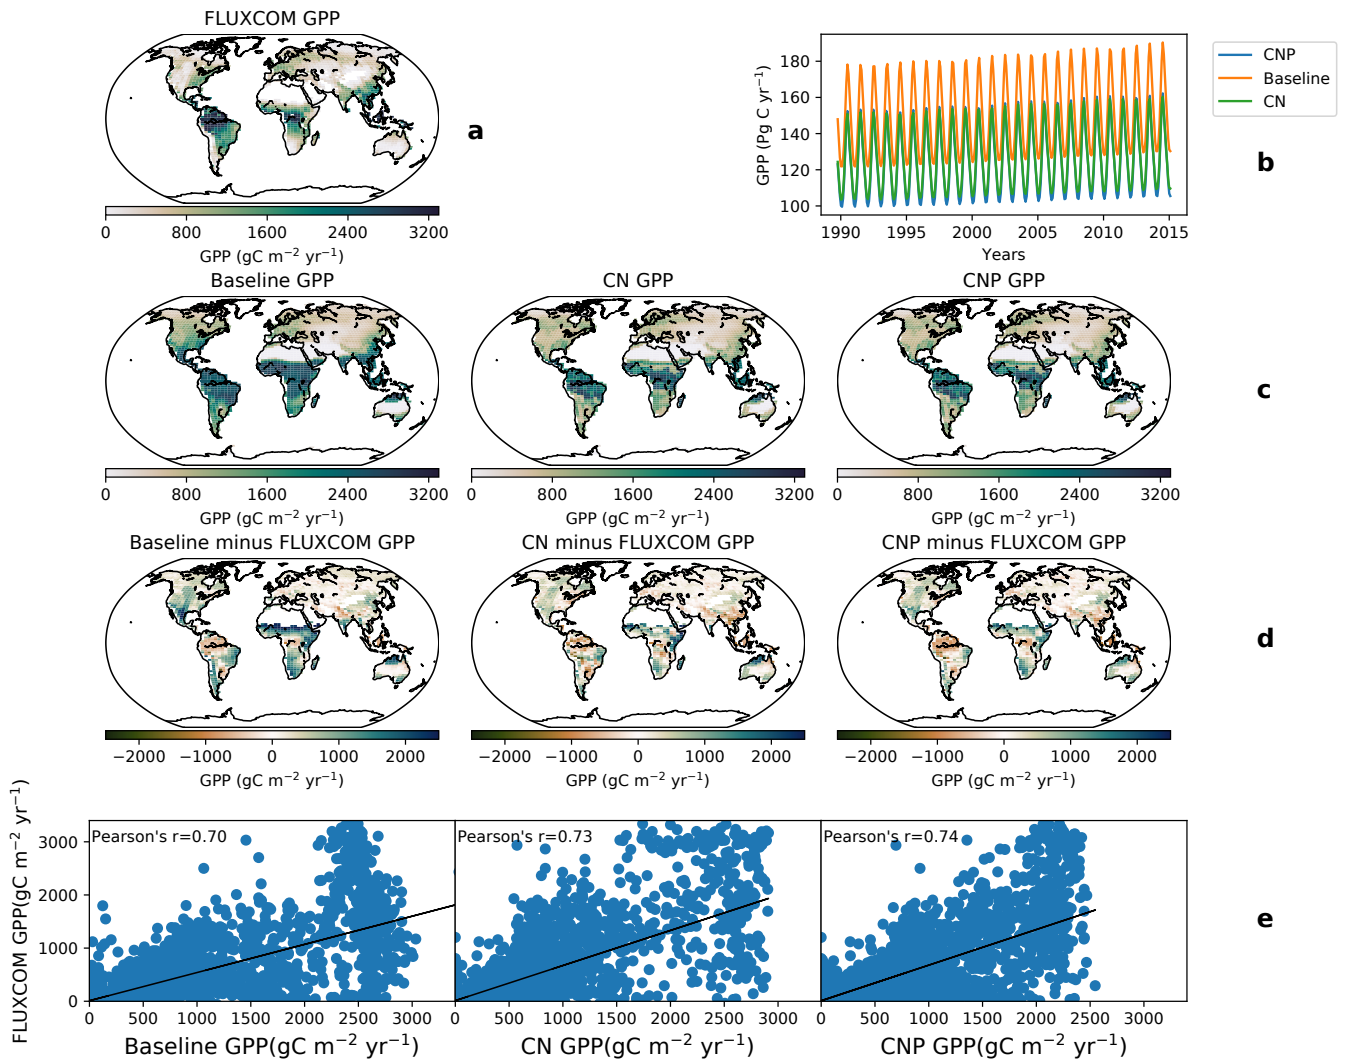 FLUXCOM GPP
0 800 1600 2400 3200
GPP (gC m⁻² yr⁻¹)
a
180
160
140
120
100
GPP (Pg C yr⁻¹)
1990 1995 2000 2005 2010 2015
Years
CNP
Baseline
CN
b
Baseline GPP
0 800 1600 2400 3200
GPP (gC m⁻² yr⁻¹)
CN GPP
0 800 1600 2400 3200
GPP (gC m⁻² yr⁻¹)
CNP GPP
0 800 1600 2400 3200
GPP (gC m⁻² yr⁻¹)
c
Baseline minus FLUXCOM GPP
−2000 −1000 0 1000 2000
GPP (gC m⁻² yr⁻¹)
CN minus FLUXCOM GPP
−2000 −1000 0 1000 2000
GPP (gC m⁻² yr⁻¹)
CNP minus FLUXCOM GPP
−2000 −1000 0 1000 2000
GPP (gC m⁻² yr⁻¹)
d
FLUXCOM GPP(gC m⁻² yr⁻¹)
3000
2000
1000
0
Pearson's r=0.70
0 500 1000 1500 2000 2500 3000
Baseline GPP(gC m⁻² yr⁻¹)
Pearson's r=0.73
0 500 1000 1500 2000 2500 3000
CN GPP(gC m⁻² yr⁻¹)
Pearson's r=0.74
0 500 1000 1500 2000 2500 3000
CNP GPP(gC m⁻² yr⁻¹)
e